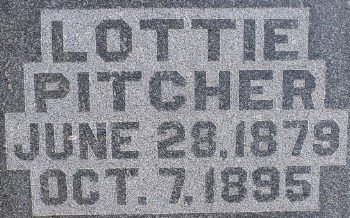 LOTTIE
PITCHER
JUNE 28,1879
OCT. 7,1895